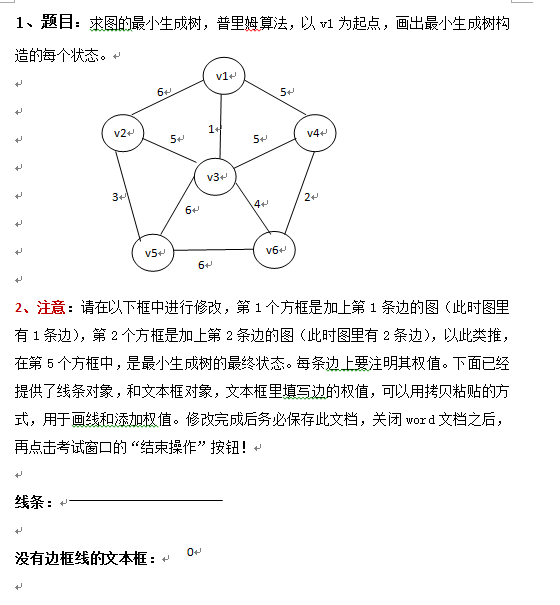 1、题目：求图的最小生成树，普里姆算法，以 v1 为起点，画出最小生成树构
造的每个状态。
v1
6
5
v2
5
1
5
v4
v3
3
6
4
2
v5
v6
6
2、注意：请在以下框中进行修改，第 1 个方框是加上第 1 条边的图（此时图里
有 1 条边），第 2 个方框是加上第 2 条边的图（此时图里有 2 条边），以此类推，
在第 5 个方框中，是最小生成树的最终状态。每条边上要注明其权值。下面已经
提供了线条对象，和文本框对象，文本框里填写边的权值，可以用拷贝粘贴的方
式，用于画线和添加权值。修改完成后务必保存此文档，关闭 word 文档之后，
再点击考试窗口的“结束操作”按钮！
线条：
没有边框线的文本框： 0